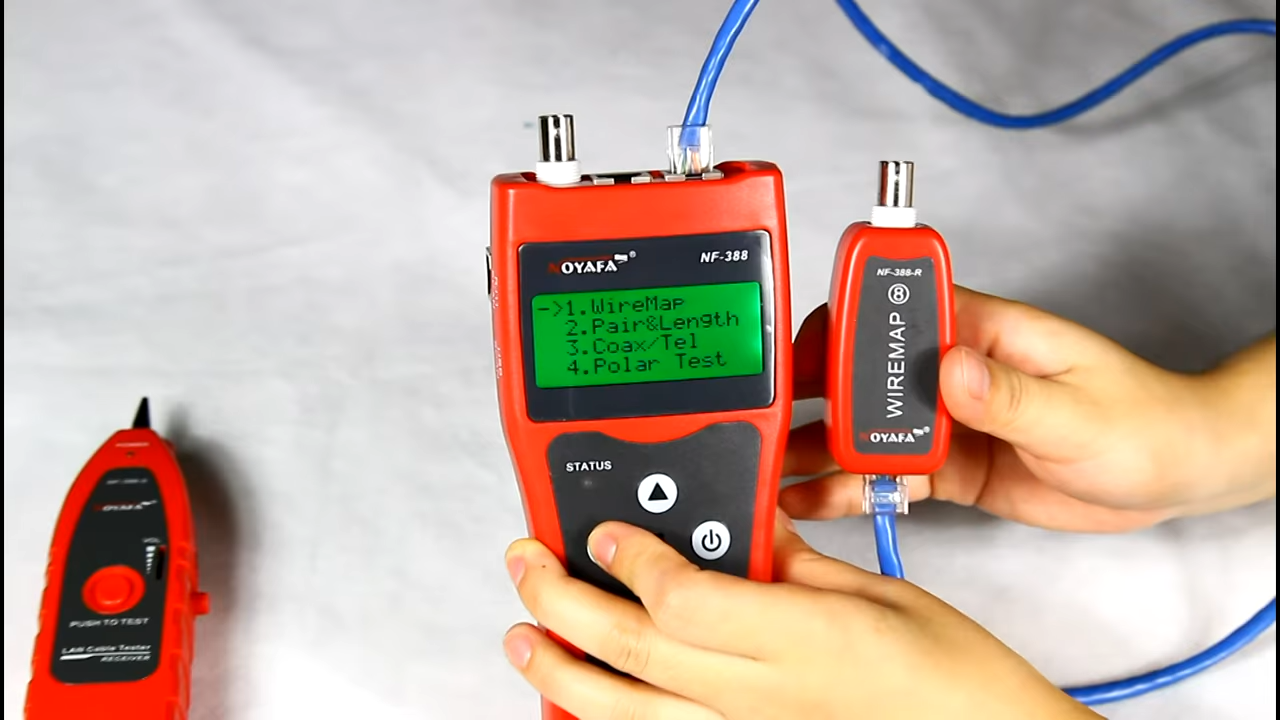 NOYAFA®
NF-388
->1.WireMap
2.Pair&Length
3.Coax/Tel
4.Polar Test
STATUS
NF-388-R
WIREMAP ⑧
NOYAFA®
NOYAFA
VOL
PUSH TO TEST
LAN Cable Tester
RECEIVER